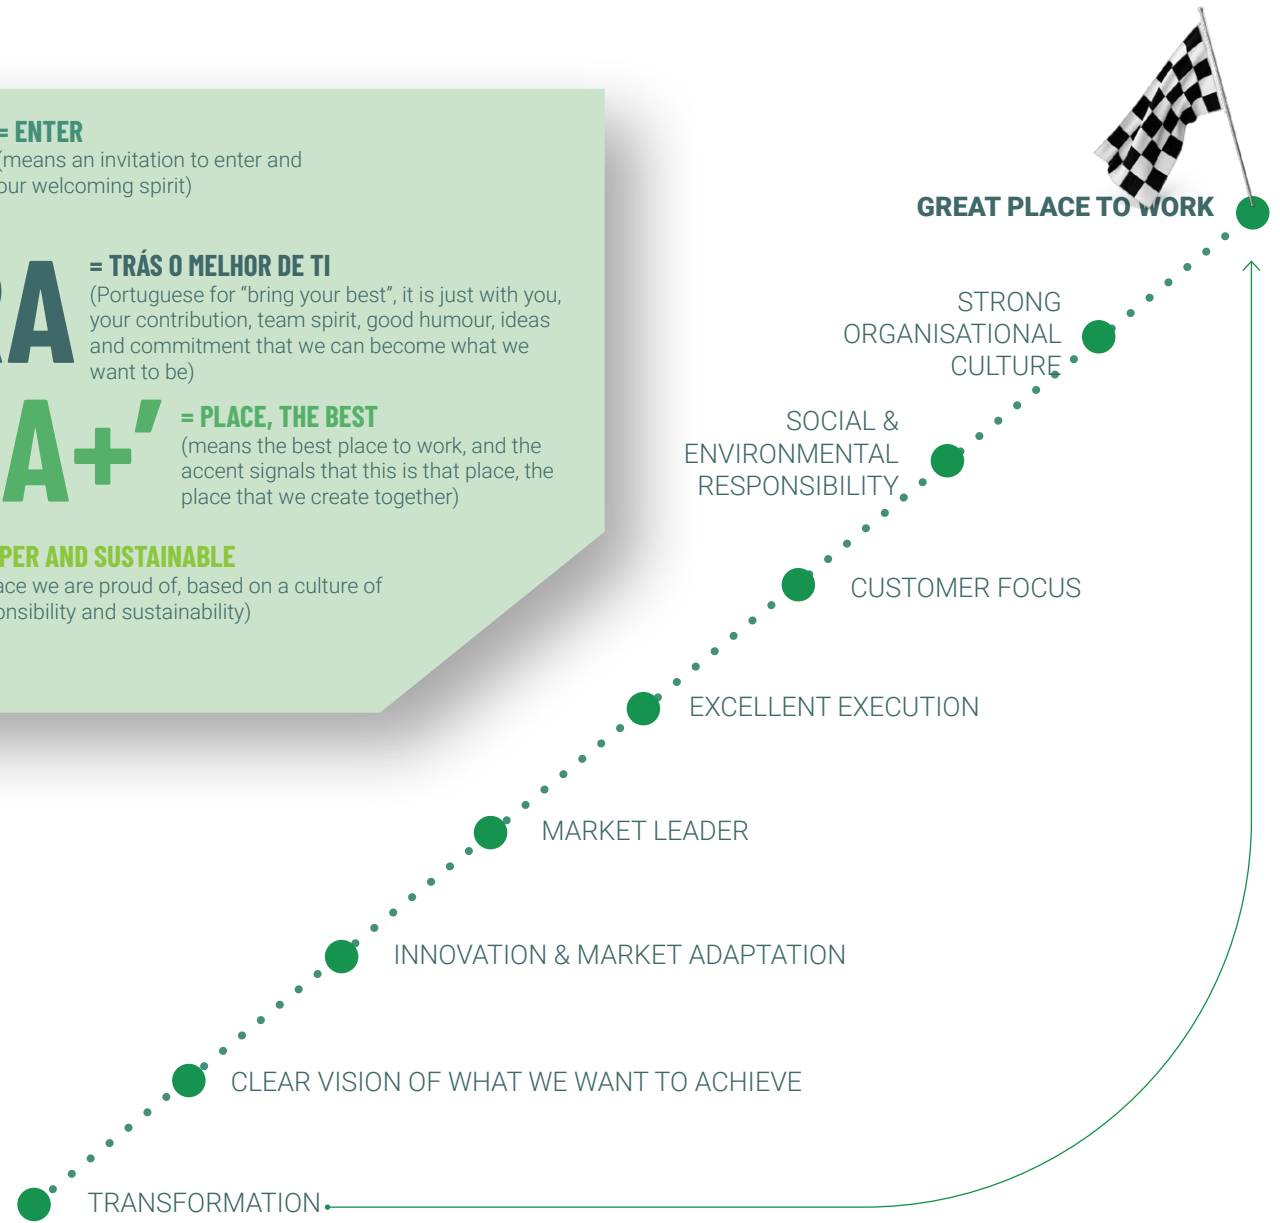 = ENTER
(means an invitation to enter and
our welcoming spirit)
RA
= TRÁS O MELHOR DE TI
(Portuguese for “bring your best”, it is just with you,
your contribution, team spirit, good humour, ideas
and commitment that we can become what we
want to be)
A+′
= PLACE, THE BEST
(means the best place to work, and the
accent signals that this is that place, the
place that we create together)
PER AND SUSTAINABLE
ace we are proud of, based on a culture of
onsibility and sustainability)
GREAT PLACE TO WORK
STRONG
ORGANISATIONAL
CULTURE
SOCIAL &
ENVIRONMENTAL
RESPONSIBILITY
CUSTOMER FOCUS
EXCELLENT EXECUTION
MARKET LEADER
INNOVATION & MARKET ADAPTATION
CLEAR VISION OF WHAT WE WANT TO ACHIEVE
TRANSFORMATION